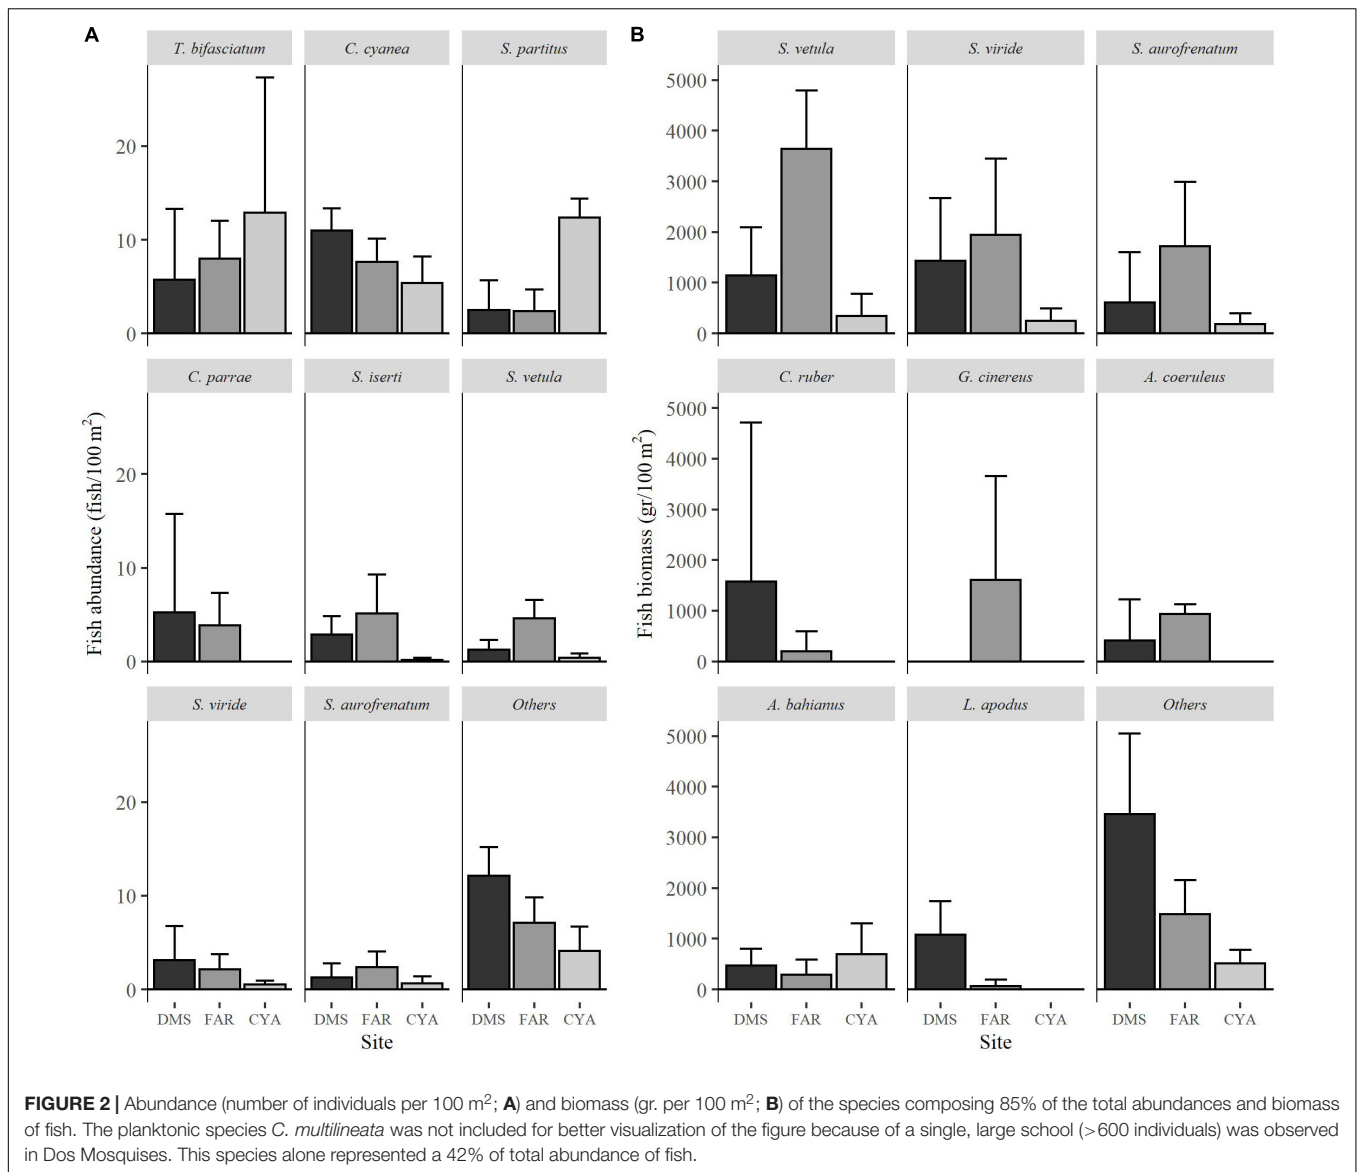 A
T. bifasciatum C. cyanea S. partitus
20
10
0
C. parrae S. iserti S. vetula
20
10
0
S. viride S. aurofrenatum Others
20
10
0
Fish abundance (fish/100 m²)
DMS FAR CYA DMS FAR CYA DMS FAR CYA
Site
B
S. vetula S. viride S. aurofrenatum
5000
4000
3000
2000
1000
0
C. ruber G. cinereus A. coeruleus
5000
4000
3000
2000
1000
0
A. bahianus L. apodus Others
5000
4000
3000
2000
1000
0
Fish biomass (gr/100 m²)
DMS FAR CYA DMS FAR CYA DMS FAR CYA
Site
FIGURE 2 | Abundance (number of individuals per 100 m²; A) and biomass (gr. per 100 m²; B) of the species composing 85% of the total abundances and biomass
of fish. The planktonic species C. multilineata was not included for better visualization of the figure because of a single, large school (>600 individuals) was observed
in Dos Mosquises. This species alone represented a 42% of total abundance of fish.